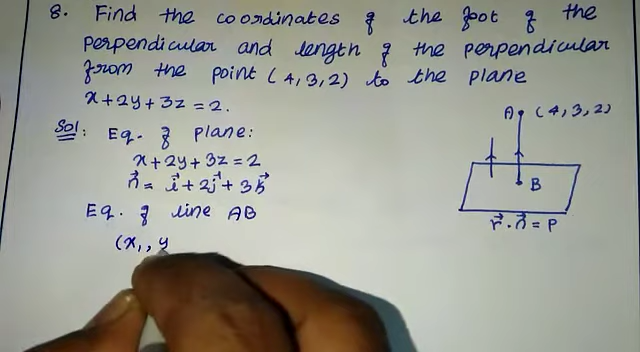 8. Find the coordinates of the foot of the
perpendicular and length of the perpendicular
from the point (4,3,2) to the plane
x+2y+3z=2.
Sol: Eq. of plane:
x+2y+3z=2
n⃗ = i⃗+2j⃗+3k⃗
Eq. of line AB
(x₁, y
A (4,3,2)
B
r⃗.n⃗=P